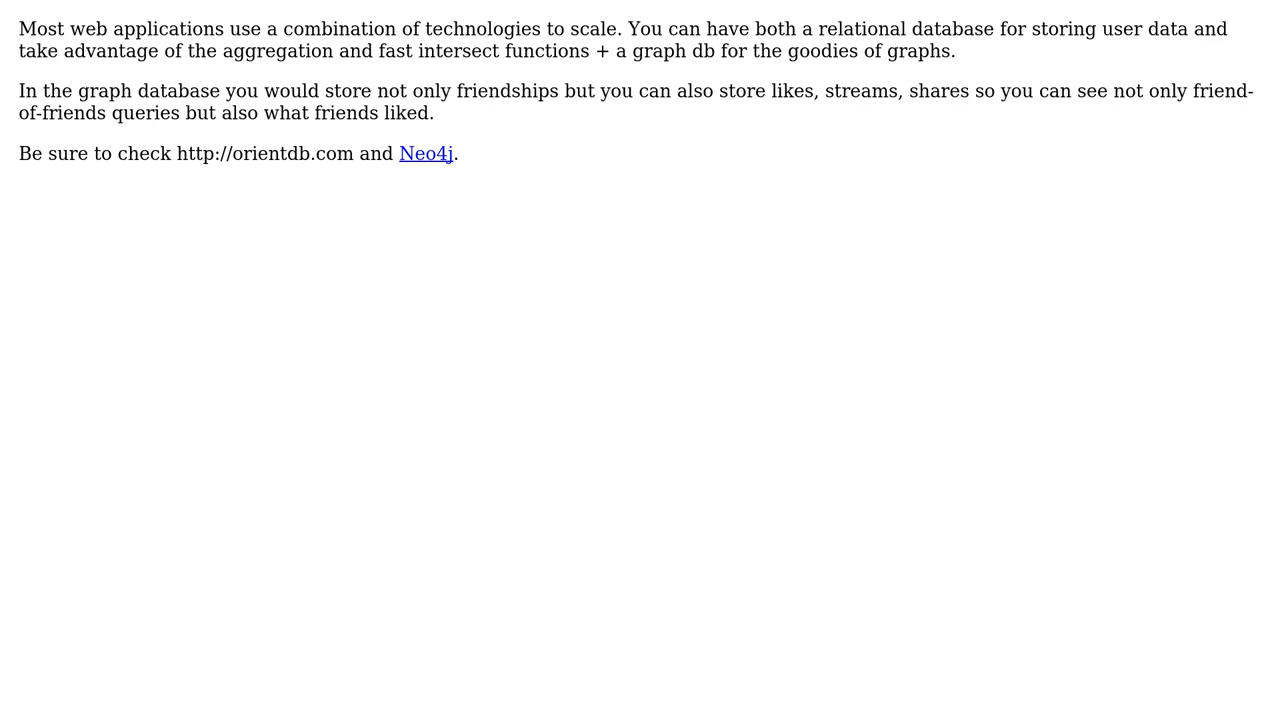 Most web applications use a combination of technologies to scale. You can have both a relational database for storing user data and
take advantage of the aggregation and fast intersect functions + a graph db for the goodies of graphs.
In the graph database you would store not only friendships but you can also store likes, streams, shares so you can see not only friend-
of-friends queries but also what friends liked.
Be sure to check http://orientdb.com and Neo4j.